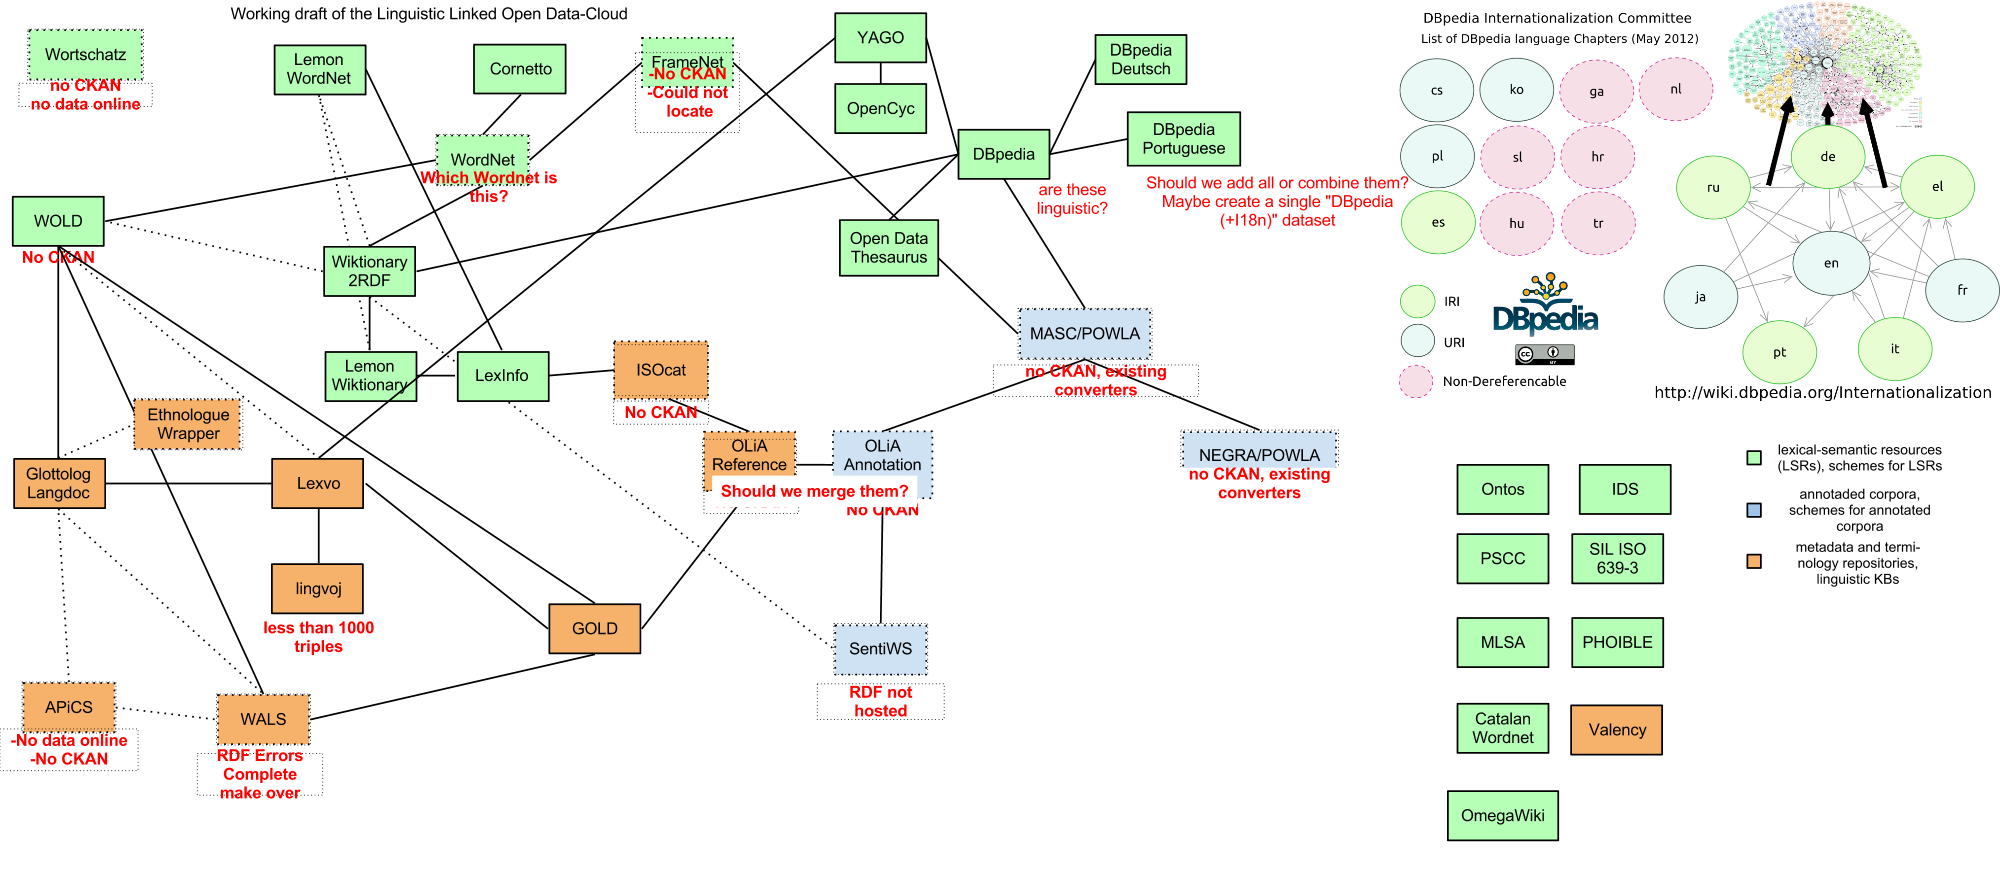 Working draft of the Linguistic Linked Open Data-Cloud
Wortschatz
no CKAN
no data online
Lemon
WordNet
Cornetto
FrameNet
-No CKAN
-Could not
locate
YAGO
OpenCyc
DBpedia
Deutsch
DBpedia
Portuguese
DBpedia
are these
linguistic?
Should we add all or combine them?
Maybe create a single "DBpedia
(+I18n)" dataset
WordNet
Which Wordnet is
this?
WOLD
No CKAN
Wiktionary
2RDF
Open Data
Thesaurus
MASC/POWLA
no CKAN, existing
converters
Lemon
Wiktionary
LexInfo
ISOcat
No CKAN
Ethnologue
Wrapper
OLiA
Reference
OLiA
Annotation
Should we merge them?
No CKAN
NEGRA/POWLA
no CKAN, existing
converters
Glottolog
Langdoc
Lexvo
lingvoj
less than 1000
triples
GOLD
SentiWS
RDF not
hosted
APiCS
-No data online
-No CKAN
WALS
RDF Errors
Complete
make over
DBpedia Internationalization Committee
List of DBpedia language Chapters (May 2012)
cs
ko
ga
nl
pl
sl
hr
es
hu
tr
IRI
URI
Non-Dereferencable
DBpedia
cc
BY
de
ru
el
en
ja
fr
pt
it
http://wiki.dbpedia.org/Internationalization
lexical-semantic resources
(LSRs), schemes for LSRs
annotaded corpora,
schemes for annotated
corpora
metadata and termi-
nology repositories,
linguistic KBs
Ontos
IDS
PSCC
SIL ISO
639-3
MLSA
PHOIBLE
Catalan
Wordnet
Valency
OmegaWiki